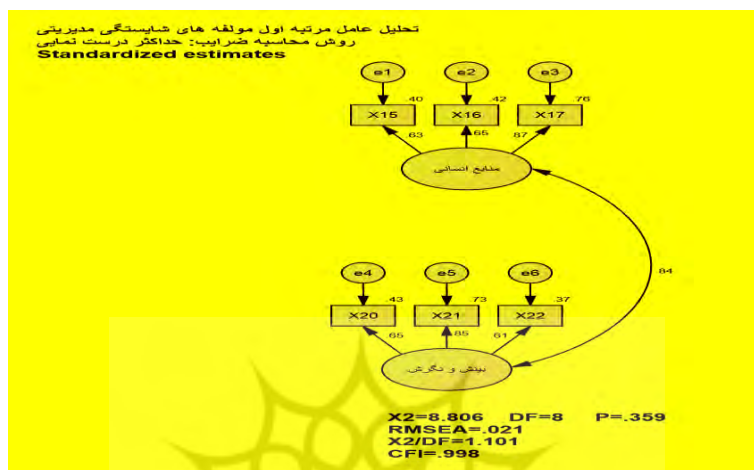 تحلیل عامل مرتبه اول مولفه های شایستگی مدیریتی
روش محاسبه ضرایب: حداکثر درست نمایی
Standardized estimates
e1 e2 e3
.40 .42 .76
X15 X16 X17
.63 .65 .87
منابع انسانی
.84
e4 e5 e6
.43 .73 .37
X20 X21 X22
.65 .85 .61
بینش و نگرش
X2=8.806 DF=8 P=.359
RMSEA=.021
X2/DF=1.101
CFI=.998